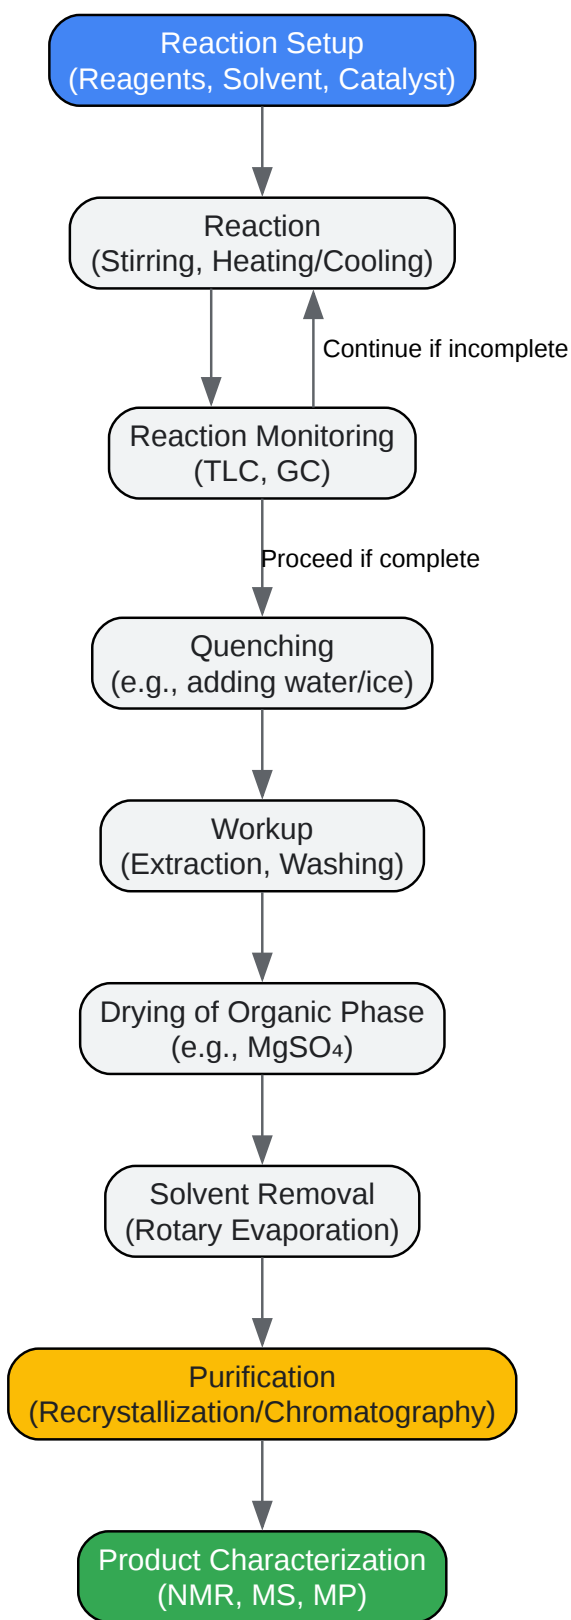 Reaction Setup
(Reagents, Solvent, Catalyst)
Reaction
(Stirring, Heating/Cooling)
Continue if incomplete
Reaction Monitoring
(TLC, GC)
Proceed if complete
Quenching
(e.g., adding water/ice)
Workup
(Extraction, Washing)
Drying of Organic Phase
(e.g., MgSO₄)
Solvent Removal
(Rotary Evaporation)
Purification
(Recrystallization/Chromatography)
Product Characterization
(NMR, MS, MP)